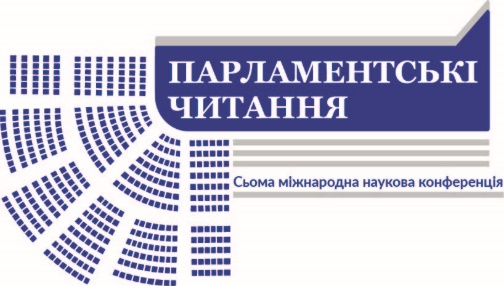 ПАРЛАМЕНТСЬКІ
ЧИТАННЯ
Сьома міжнародна наукова конференція